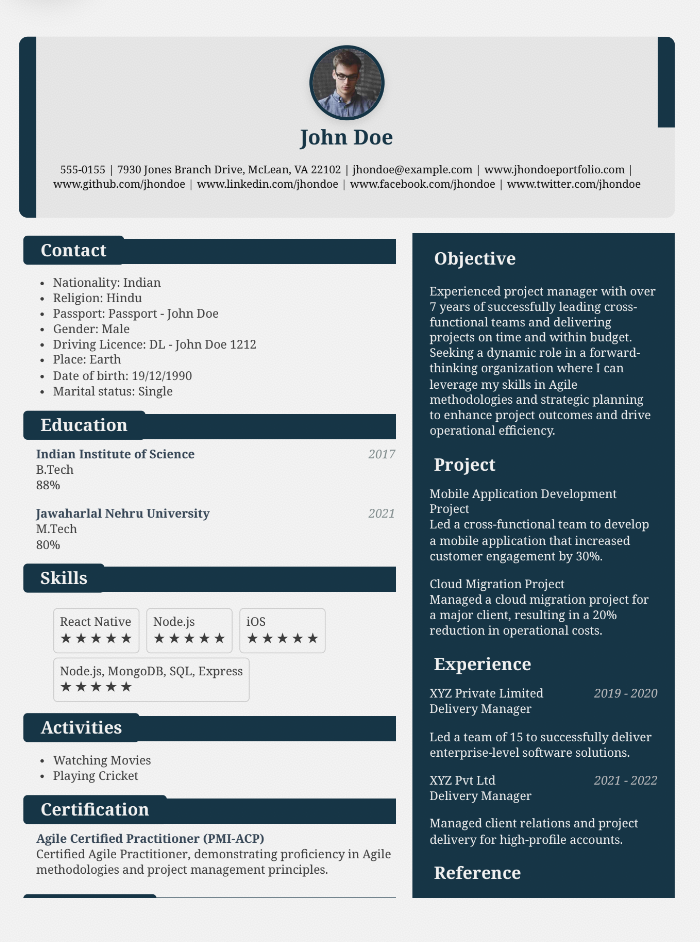 John Doe
555-0155 | 7930 Jones Branch Drive, McLean, VA 22102 | jhondoe@example.com | www.jhondoeportfolio.com |
www.github.com/jhondoe | www.linkedin.com/jhondoe | www.facebook.com/jhondoe | www.twitter.com/jhondoe
Contact
• Nationality: Indian
• Religion: Hindu
• Passport: Passport - John Doe
• Gender: Male
• Driving Licence: DL - John Doe 1212
• Place: Earth
• Date of birth: 19/12/1990
• Marital status: Single
Education
Indian Institute of Science 2017
B.Tech
88%
Jawaharlal Nehru University 2021
M.Tech
80%
Skills
React Native Node.js iOS
★★★★★ ★★★★★ ★★★★★
Node.js, MongoDB, SQL, Express
★★★★★
Activities
• Watching Movies
• Playing Cricket
Certification
Agile Certified Practitioner (PMI-ACP)
Certified Agile Practitioner, demonstrating proficiency in Agile
methodologies and project management principles.
Objective
Experienced project manager with over
7 years of successfully leading cross-
functional teams and delivering
projects on time and within budget.
Seeking a dynamic role in a forward-
thinking organization where I can
leverage my skills in Agile
methodologies and strategic planning
to enhance project outcomes and drive
operational efficiency.
Project
Mobile Application Development
Project
Led a cross-functional team to develop
a mobile application that increased
customer engagement by 30%.
Cloud Migration Project
Managed a cloud migration project for
a major client, resulting in a 20%
reduction in operational costs.
Experience
XYZ Private Limited 2019 - 2020
Delivery Manager
Led a team of 15 to successfully deliver
enterprise-level software solutions.
XYZ Pvt Ltd 2021 - 2022
Delivery Manager
Managed client relations and project
delivery for high-profile accounts.
Reference